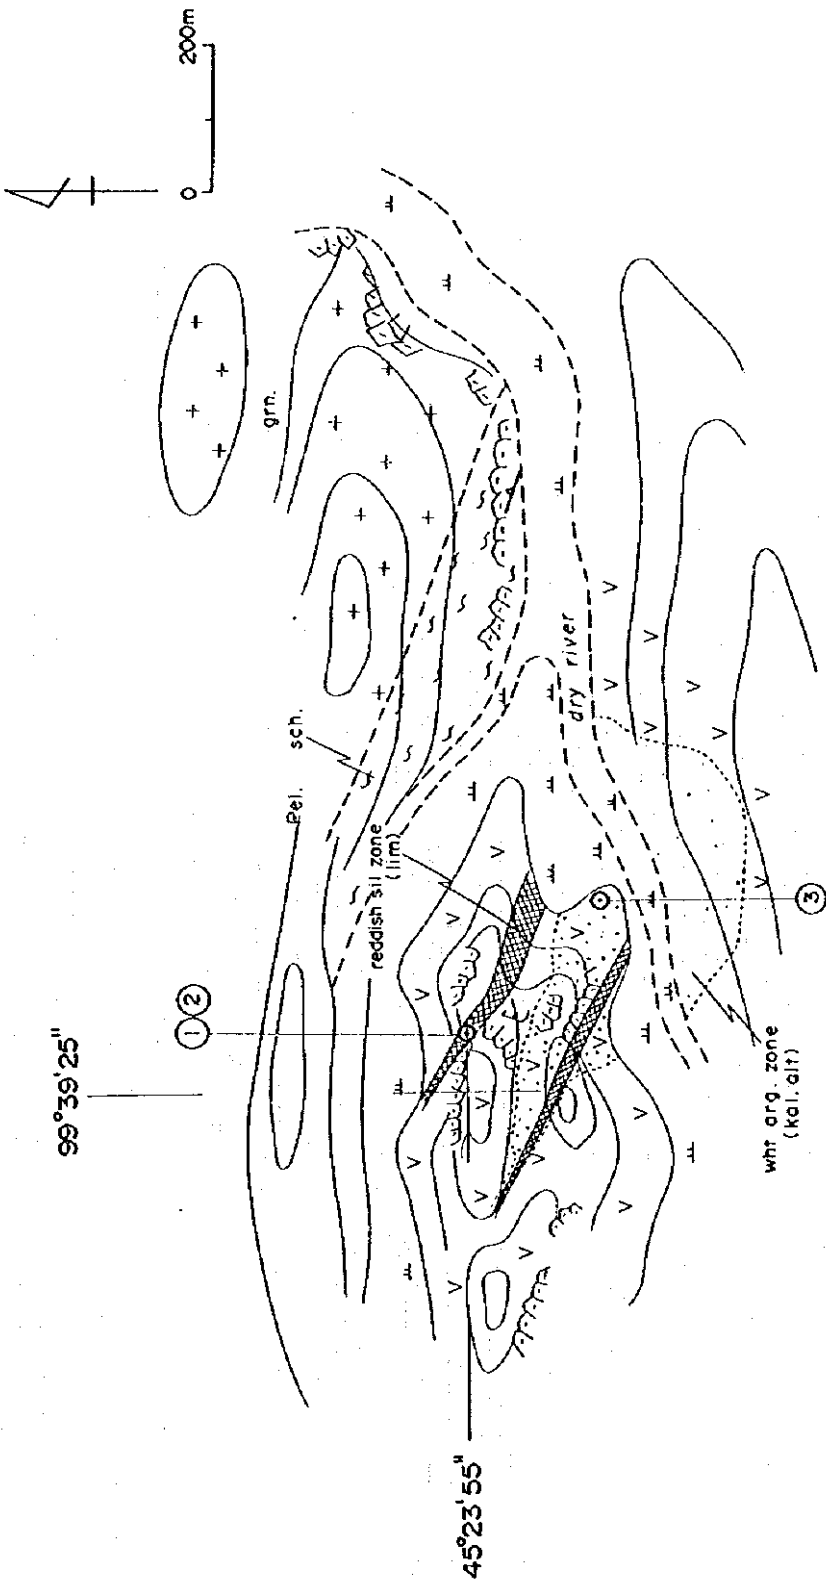 99°39'25"
①②
200m
0
grn.
Pel. sch.
reddish sil zone
(lim)
dry river
45°23'55"
③
wht arg. zone
(kal. alt)